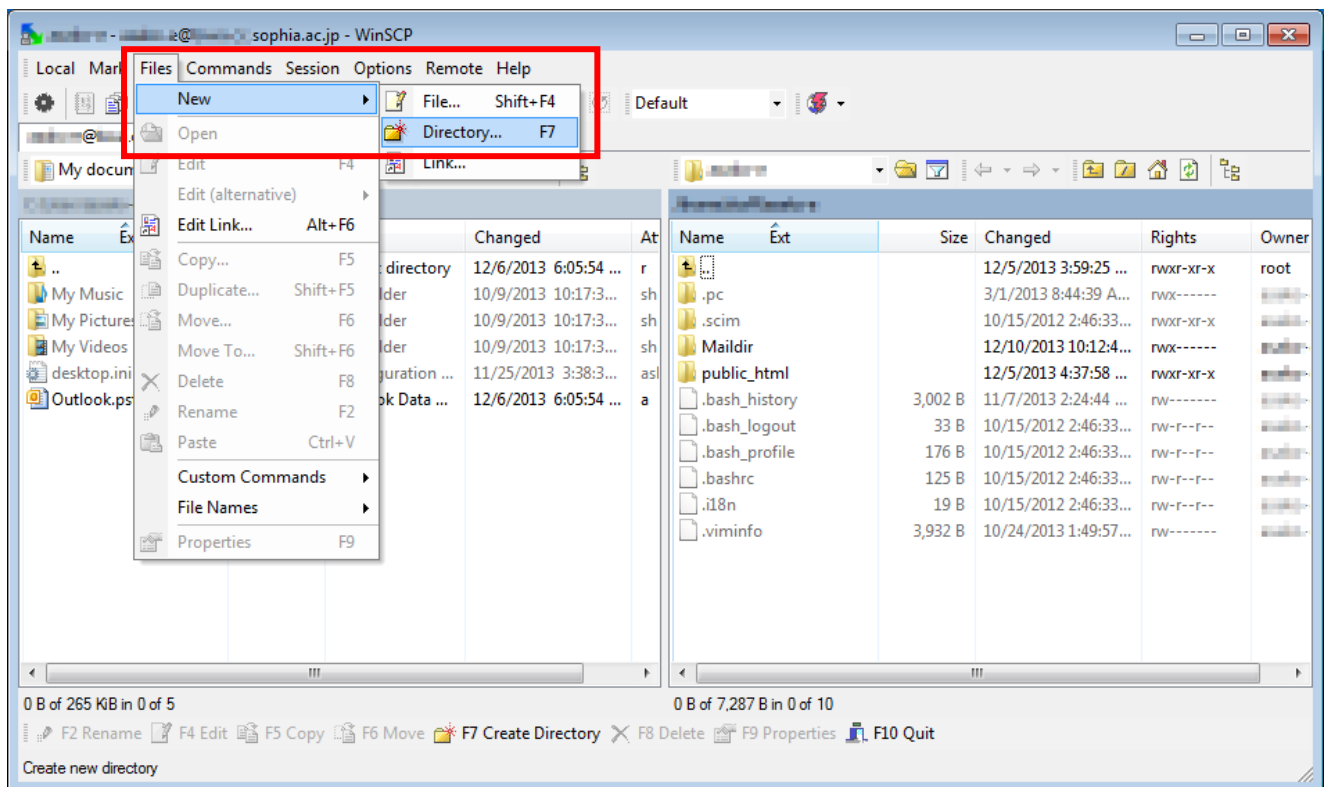 sophia.ac.jp - WinSCP
Local Mark Files Commands Session Options Remote Help
New File... Shift+F4 Default
Open Directory... F7
My docum Edit F4 Link...
Edit (alternative)
Edit Link... Alt+F6
Name Ex Changed At Name Ext Size Changed Rights Owner
.. Copy... F5 directory 12/6/2013 6:05:54 ... r .. 12/5/2013 3:59:25 ... rwxr-xr-x root
My Music Duplicate... Shift+F5 lder 10/9/2013 10:17:3... sh .pc 3/1/2013 8:44:39 A... rwx------
My Pictures Move... F6 lder 10/9/2013 10:17:3... sh .scim 10/15/2012 2:46:33... rwxr-xr-x
My Videos Move To... Shift+F6 lder 10/9/2013 10:17:3... sh Maildir 12/10/2013 10:12:4... rwx------
desktop.ini Delete F8 juration ... 11/25/2013 3:38:3... asl public_html 12/5/2013 4:37:58 ... rwxr-xr-x
Outlook.pst Rename F2 ok Data ... 12/6/2013 6:05:54 ... a .bash_history 3,002 B 11/7/2013 2:24:44 ... rw-------
.bash_logout 33 B 10/15/2012 2:46:33... rw-r--r--
Paste Ctrl+V
.bash_profile 176 B 10/15/2012 2:46:33... rw-r--r--
Custom Commands .bashrc 125 B 10/15/2012 2:46:33... rw-r--r--
File Names .i18n 19 B 10/15/2012 2:46:33... rw-r--r--
Properties F9 .viminfo 3,932 B 10/24/2013 1:49:57... rw-------
0 B of 265 KiB in 0 of 5 0 B of 7,287 B in 0 of 10
F2 Rename F4 Edit F5 Copy F6 Move F7 Create Directory F8 Delete F9 Properties F10 Quit
Create new directory